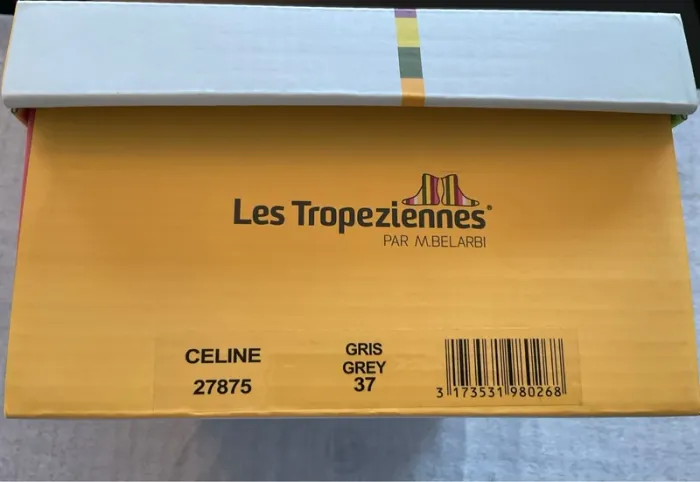 Les Tropeziennes®
PAR M.BELARBI
CELINE
27875
GRIS
GREY
37
3 173531 980268